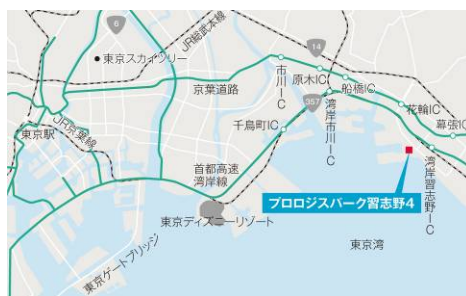 6
JR総武本線
東京スカイツリー
14
市川IC
原木IC
船橋IC
京葉道路
357
湾岸市川IC
花輪IC
幕張IC
千鳥町IC
東京駅
JR京葉線
首都高速
湾岸線
湾岸習志野IC
プロロジスパーク習志野4
東京ディズニーリゾート
東京湾
東京ゲートブリッジ